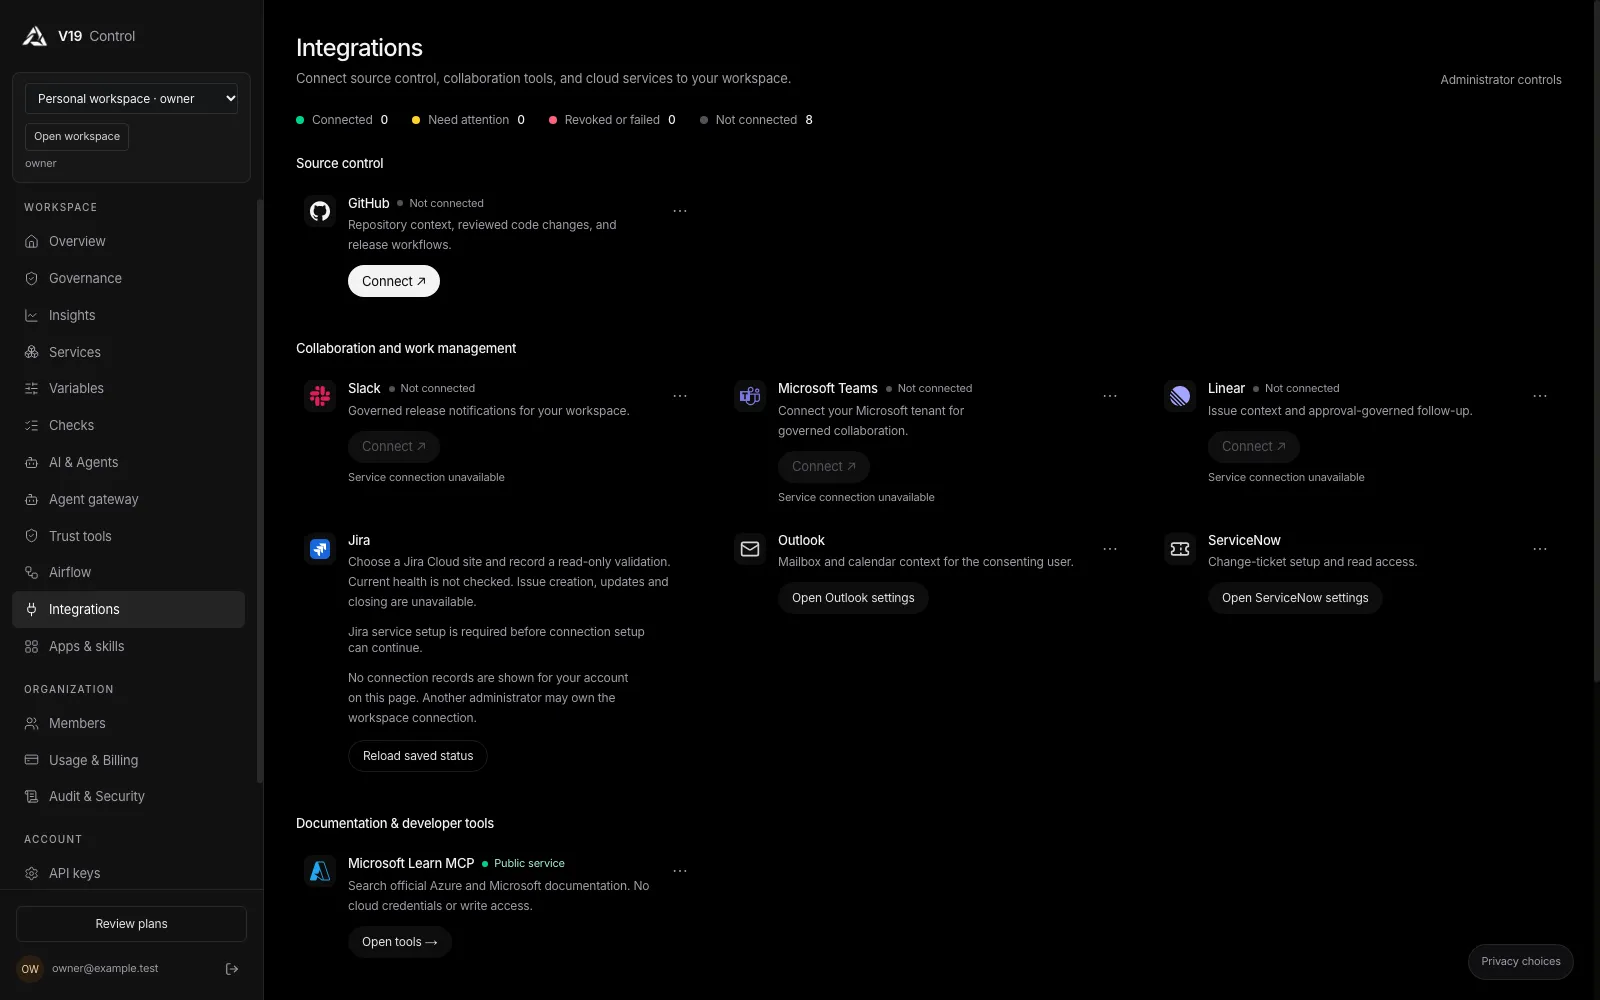 V19 Control
Personal workspace · owner
Open workspace
owner
WORKSPACE
Overview
Governance
Insights
Services
Variables
Checks
AI & Agents
Agent gateway
Trust tools
Airflow
Integrations
Apps & skills
ORGANIZATION
Members
Usage & Billing
Audit & Security
ACCOUNT
API keys
Review plans
OW owner@example.test
Integrations
Connect source control, collaboration tools, and cloud services to your workspace.
Administrator controls
Connected 0 Need attention 0 Revoked or failed 0 Not connected 8
Source control
GitHub Not connected
Repository context, reviewed code changes, and
release workflows.
Connect ↗
Collaboration and work management
Slack Not connected
Governed release notifications for your workspace.
Connect ↗
Service connection unavailable
Microsoft Teams Not connected
Connect your Microsoft tenant for
governed collaboration.
Connect ↗
Service connection unavailable
Linear Not connected
Issue context and approval-governed follow-up.
Connect ↗
Service connection unavailable
Jira
Choose a Jira Cloud site and record a read-only validation.
Current health is not checked. Issue creation, updates and
closing are unavailable.
Jira service setup is required before connection setup
can continue.
No connection records are shown for your account
on this page. Another administrator may own the
workspace connection.
Reload saved status
Outlook
Mailbox and calendar context for the consenting user.
Open Outlook settings
ServiceNow
Change-ticket setup and read access.
Open ServiceNow settings
Documentation & developer tools
Microsoft Learn MCP Public service
Search official Azure and Microsoft documentation. No
cloud credentials or write access.
Open tools →
Privacy choices